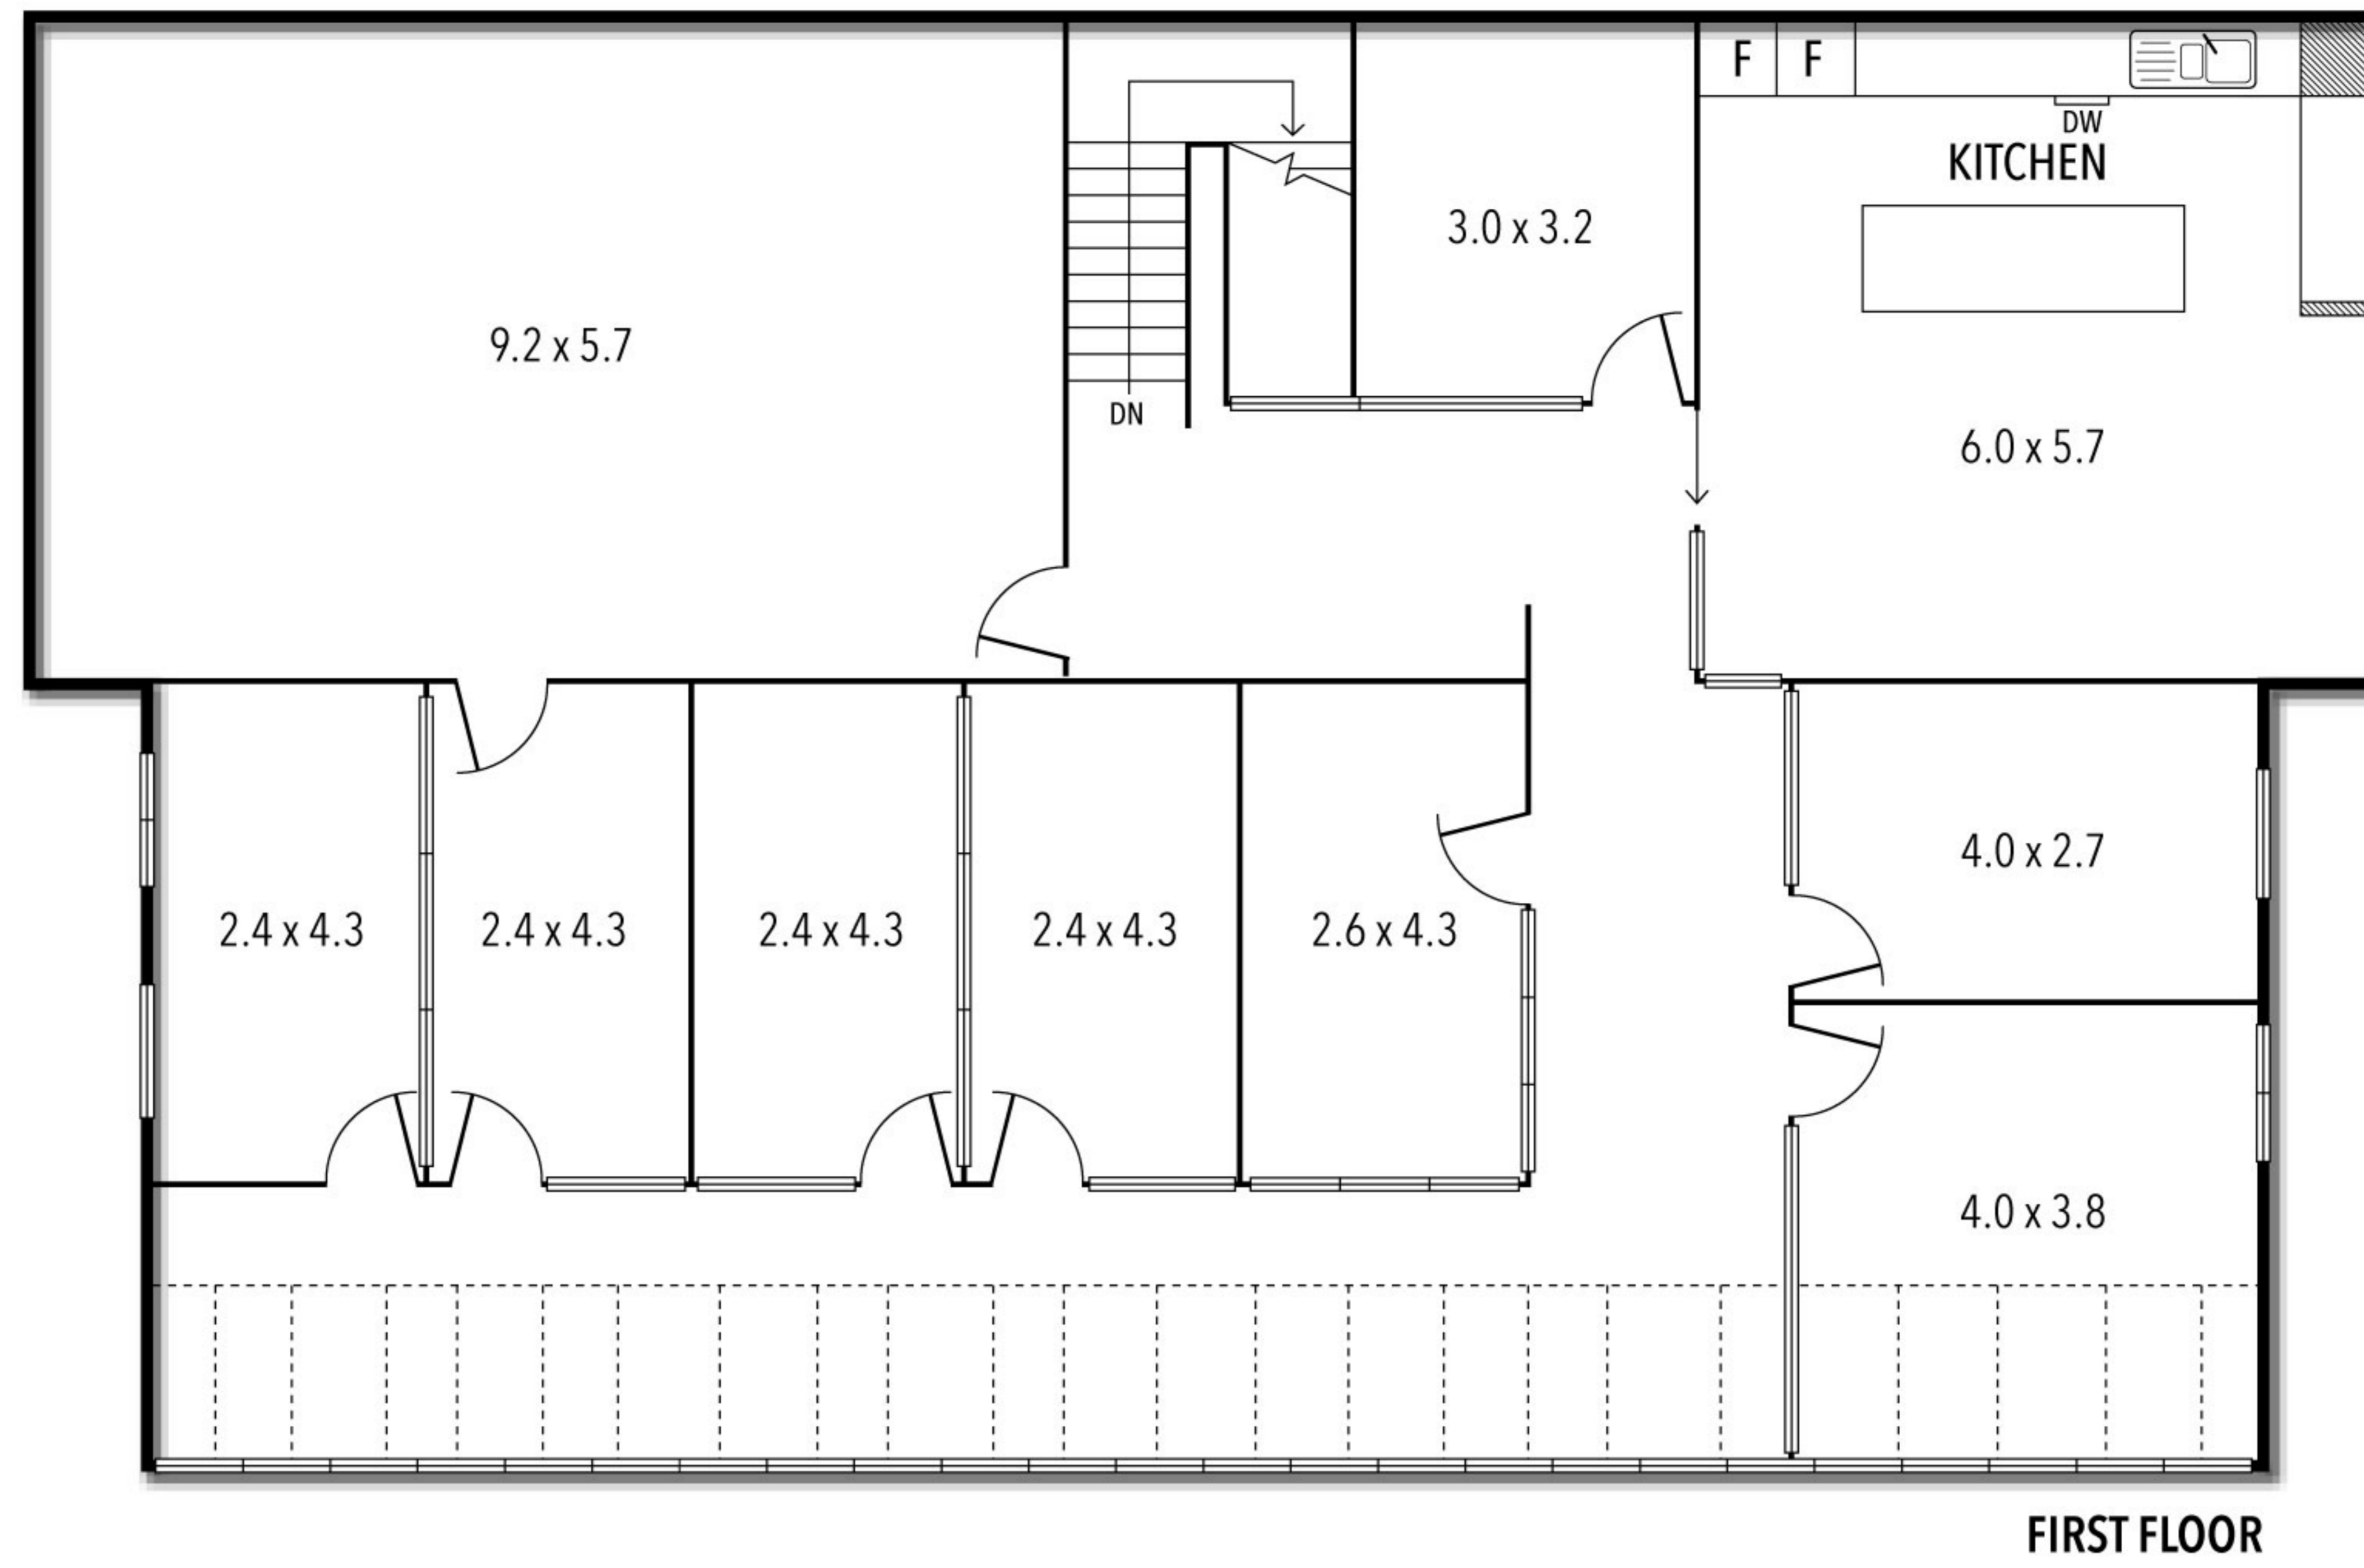 F F
DW
KITCHEN
3.0 x 3.2
9.2 x 5.7
DN
6.0 x 5.7
4.0 x 2.7
2.4 x 4.3
2.4 x 4.3
2.4 x 4.3
2.4 x 4.3
2.6 x 4.3
4.0 x 3.8
FIRST FLOOR